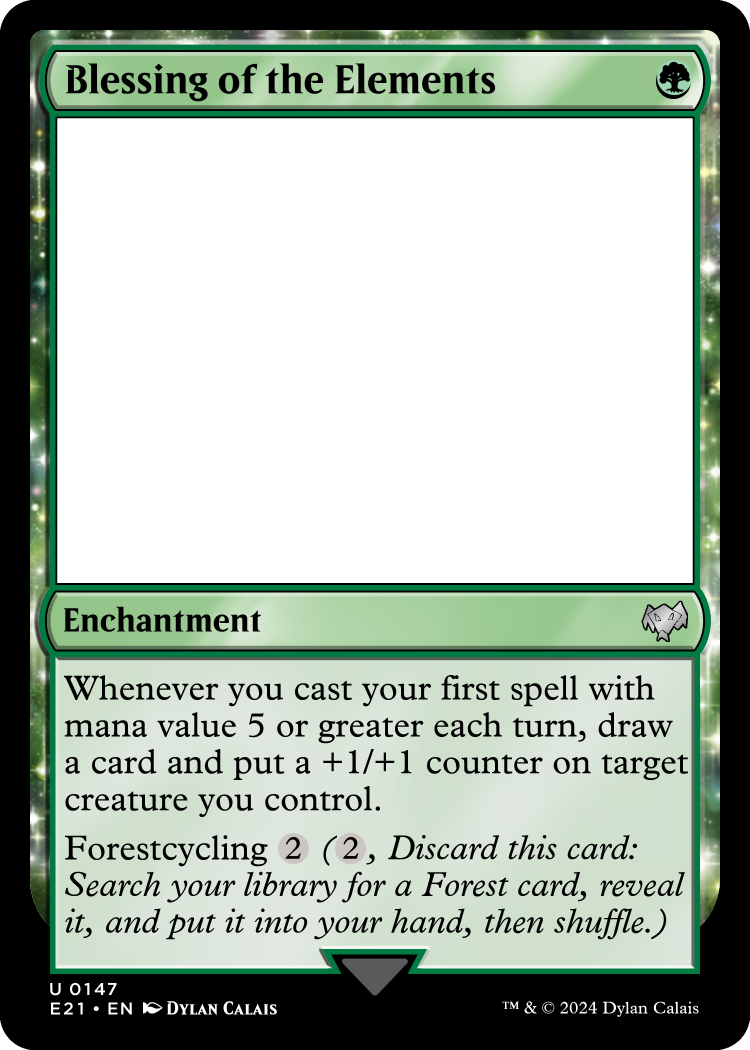 Blessing of the Elements
Enchantment
Whenever you cast your first spell with
mana value 5 or greater each turn, draw
a card and put a +1/+1 counter on target
creature you control.
Forestcycling 2 (2, Discard this card:
Search your library for a Forest card, reveal
it, and put it into your hand, then shuffle.)
U 0147
E21 • EN DYLAN CALAIS
™ & © 2024 Dylan Calais